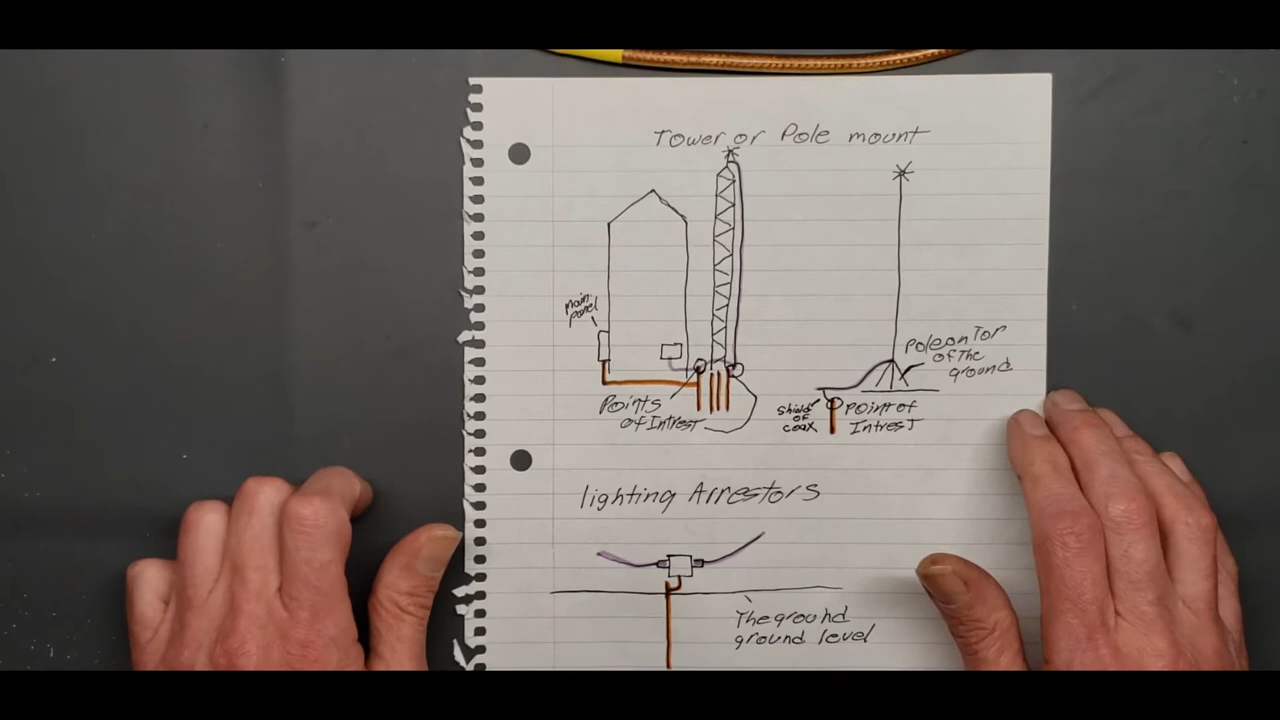 Tower or Pole mount
main
panel
Pole on Top
of The
ground
Points
of Intrest
shield
of
coax
Point of
Intrest
lighting Arrestors
The ground
ground level